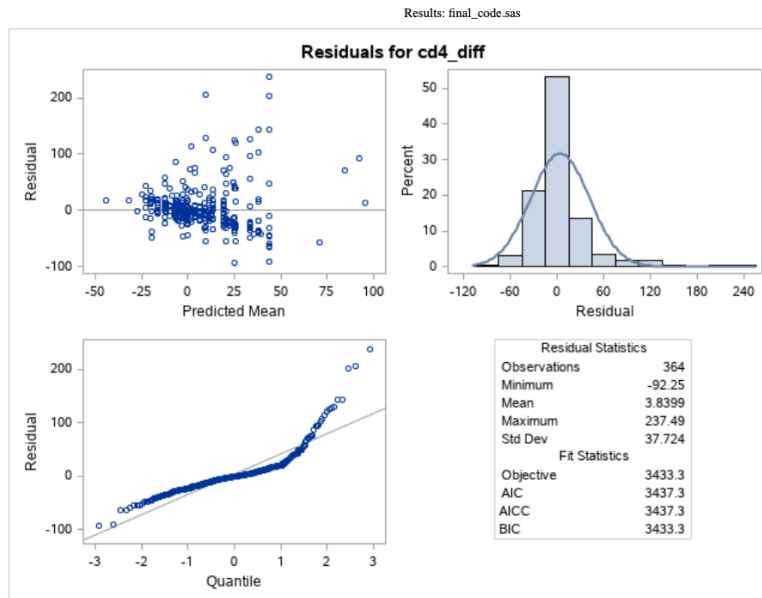 Results: final_code.sas
Residuals for cd4_diff
200
100
0
-100
Residual
-50 -25 0 25 50 75 100
Predicted Mean
50
40
30
20
10
0
Percent
-120 -60 0 60 120 180 240
Residual
200
100
0
-100
Residual
-3 -2 -1 0 1 2 3
Quantile
Residual Statistics
Observations 364
Minimum -92.25
Mean 3.8399
Maximum 237.49
Std Dev 37.724
Fit Statistics
Objective 3433.3
AIC 3437.3
AICC 3437.3
BIC 3433.3